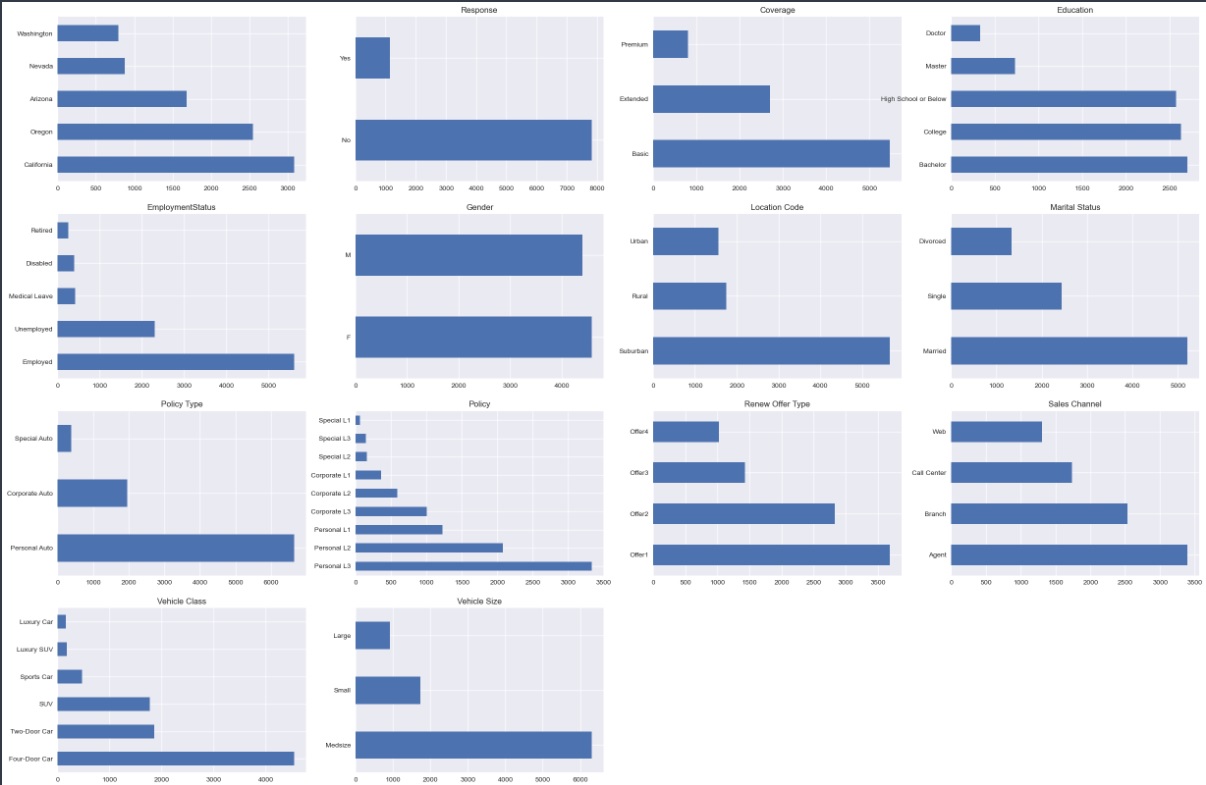 Washington
Nevada
Arizona
Oregon
California
0 500 1000 1500 2000 2500 3000
Response
Yes
No
0 1000 2000 3000 4000 5000 6000 7000 8000
Coverage
Premium
Extended
Basic
0 1000 2000 3000 4000 5000
Education
Doctor
Master
High School or Below
College
Bachelor
0 500 1000 1500 2000 2500
EmploymentStatus
Retired
Disabled
Medical Leave
Unemployed
Employed
0 1000 2000 3000 4000 5000
Gender
M
F
0 1000 2000 3000 4000
Location Code
Urban
Rural
Suburban
0 1000 2000 3000 4000 5000
Marital Status
Divorced
Single
Married
0 1000 2000 3000 4000 5000
Policy Type
Special Auto
Corporate Auto
Personal Auto
0 1000 2000 3000 4000 5000 6000
Policy
Special L1
Special L3
Special L2
Corporate L1
Corporate L2
Corporate L3
Personal L1
Personal L2
Personal L3
0 500 1000 1500 2000 2500 3000 3500
Renew Offer Type
Offer4
Offer3
Offer2
Offer1
0 500 1000 1500 2000 2500 3000 3500
Sales Channel
Web
Call Center
Branch
Agent
0 500 1000 1500 2000 2500 3000 3500
Vehicle Class
Luxury Car
Luxury SUV
Sports Car
SUV
Two-Door Car
Four-Door Car
0 1000 2000 3000 4000
Vehicle Size
Large
Small
Medsize
0 1000 2000 3000 4000 5000 6000